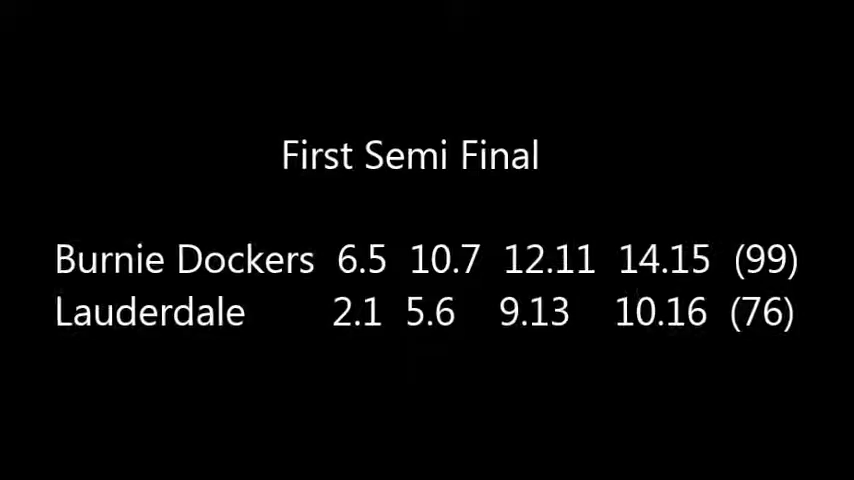 First Semi Final
Burnie Dockers 6.5 10.7 12.11 14.15 (99)
Lauderdale 2.1 5.6 9.13 10.16 (76)